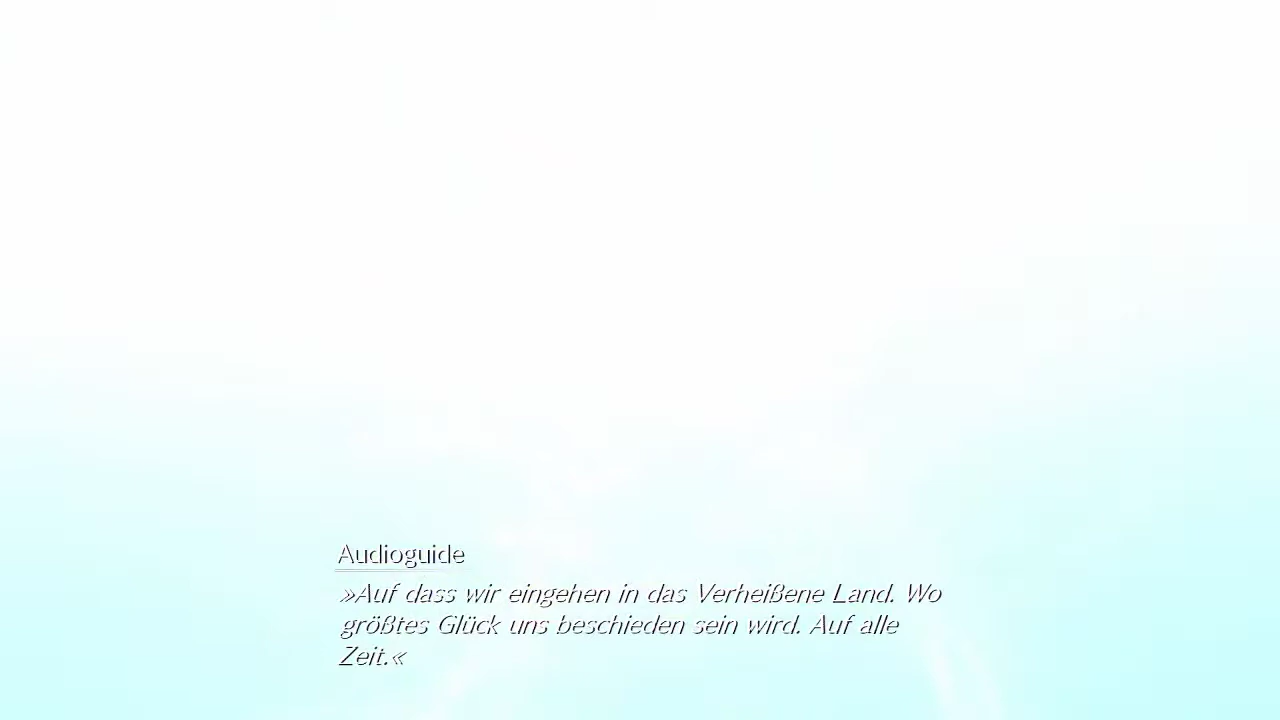 Audioguide
»Auf dass wir eingehen in das Verheißene Land. Wo
größtes Glück uns beschieden sein wird. Auf alle
Zeit.«